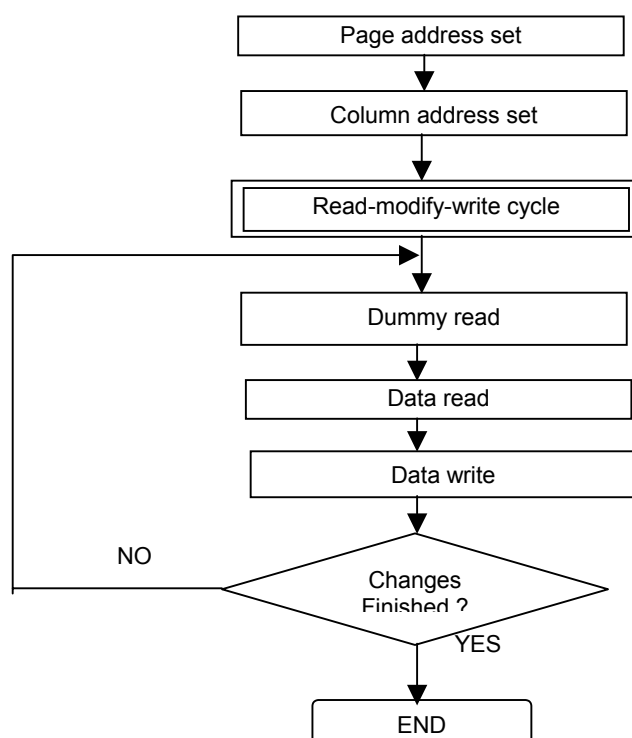 Page address set
Column address set
Read-modify-write cycle
Dummy read
Data read
Data write
NO
Changes
Finished ?
YES
END